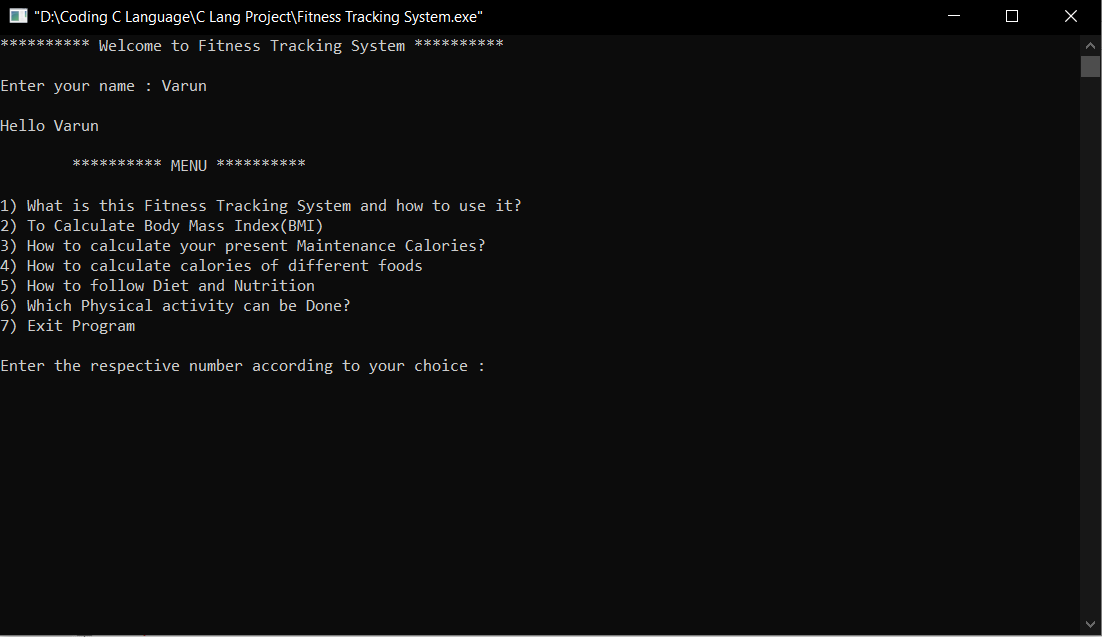 "D:\Coding C Language\C Lang Project\Fitness Tracking System.exe"
********** Welcome to Fitness Tracking System **********
Enter your name : Varun
Hello Varun
********** MENU **********
1) What is this Fitness Tracking System and how to use it?
2) To Calculate Body Mass Index(BMI)
3) How to calculate your present Maintenance Calories?
4) How to calculate calories of different foods
5) How to follow Diet and Nutrition
6) Which Physical activity can be Done?
7) Exit Program
Enter the respective number according to your choice :